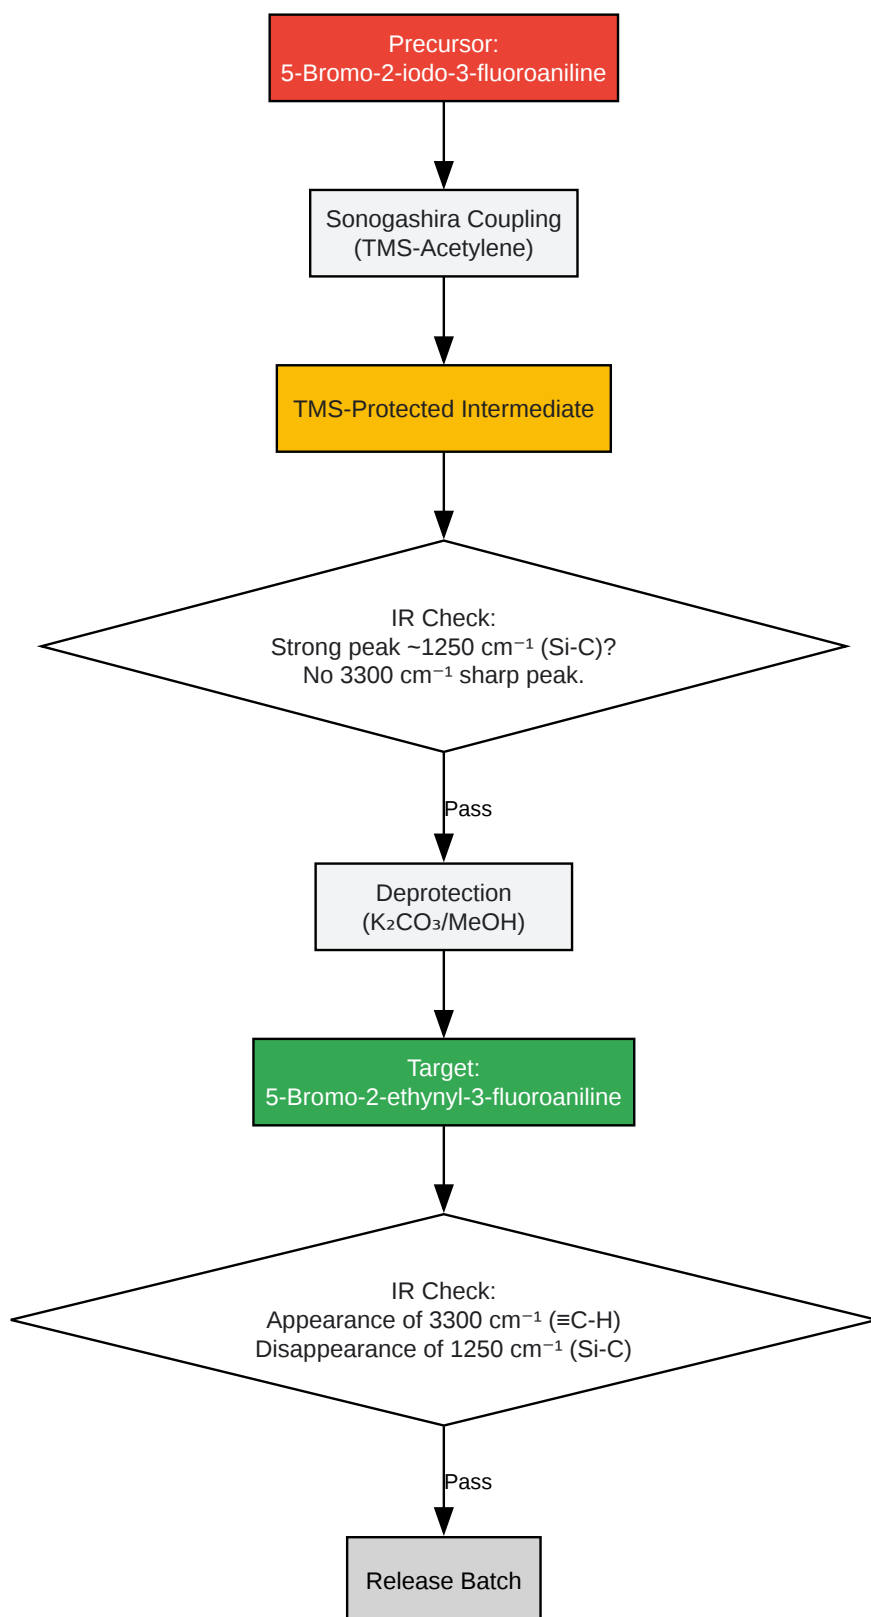 Precursor:
5-Bromo-2-iodo-3-fluoroaniline
Sonogashira Coupling
(TMS-Acetylene)
TMS-Protected Intermediate
IR Check:
Strong peak ~1250 cm⁻¹ (Si-C)?
No 3300 cm⁻¹ sharp peak.
Pass
Deprotection
(K₂CO₃/MeOH)
Target:
5-Bromo-2-ethynyl-3-fluoroaniline
IR Check:
Appearance of 3300 cm⁻¹ (≡C-H)
Disappearance of 1250 cm⁻¹ (Si-C)
Pass
Release Batch